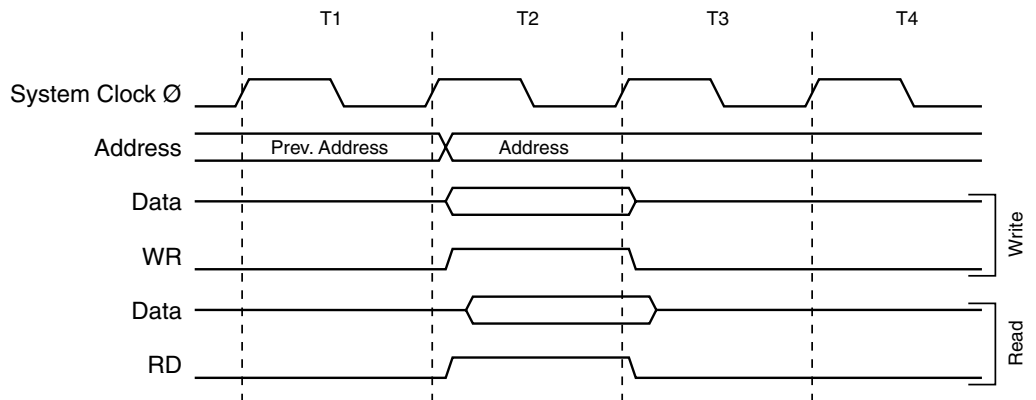 T1 T2 T3 T4
System Clock Ø
Address Prev. Address Address
Data
WR
Write
Data
RD
Read